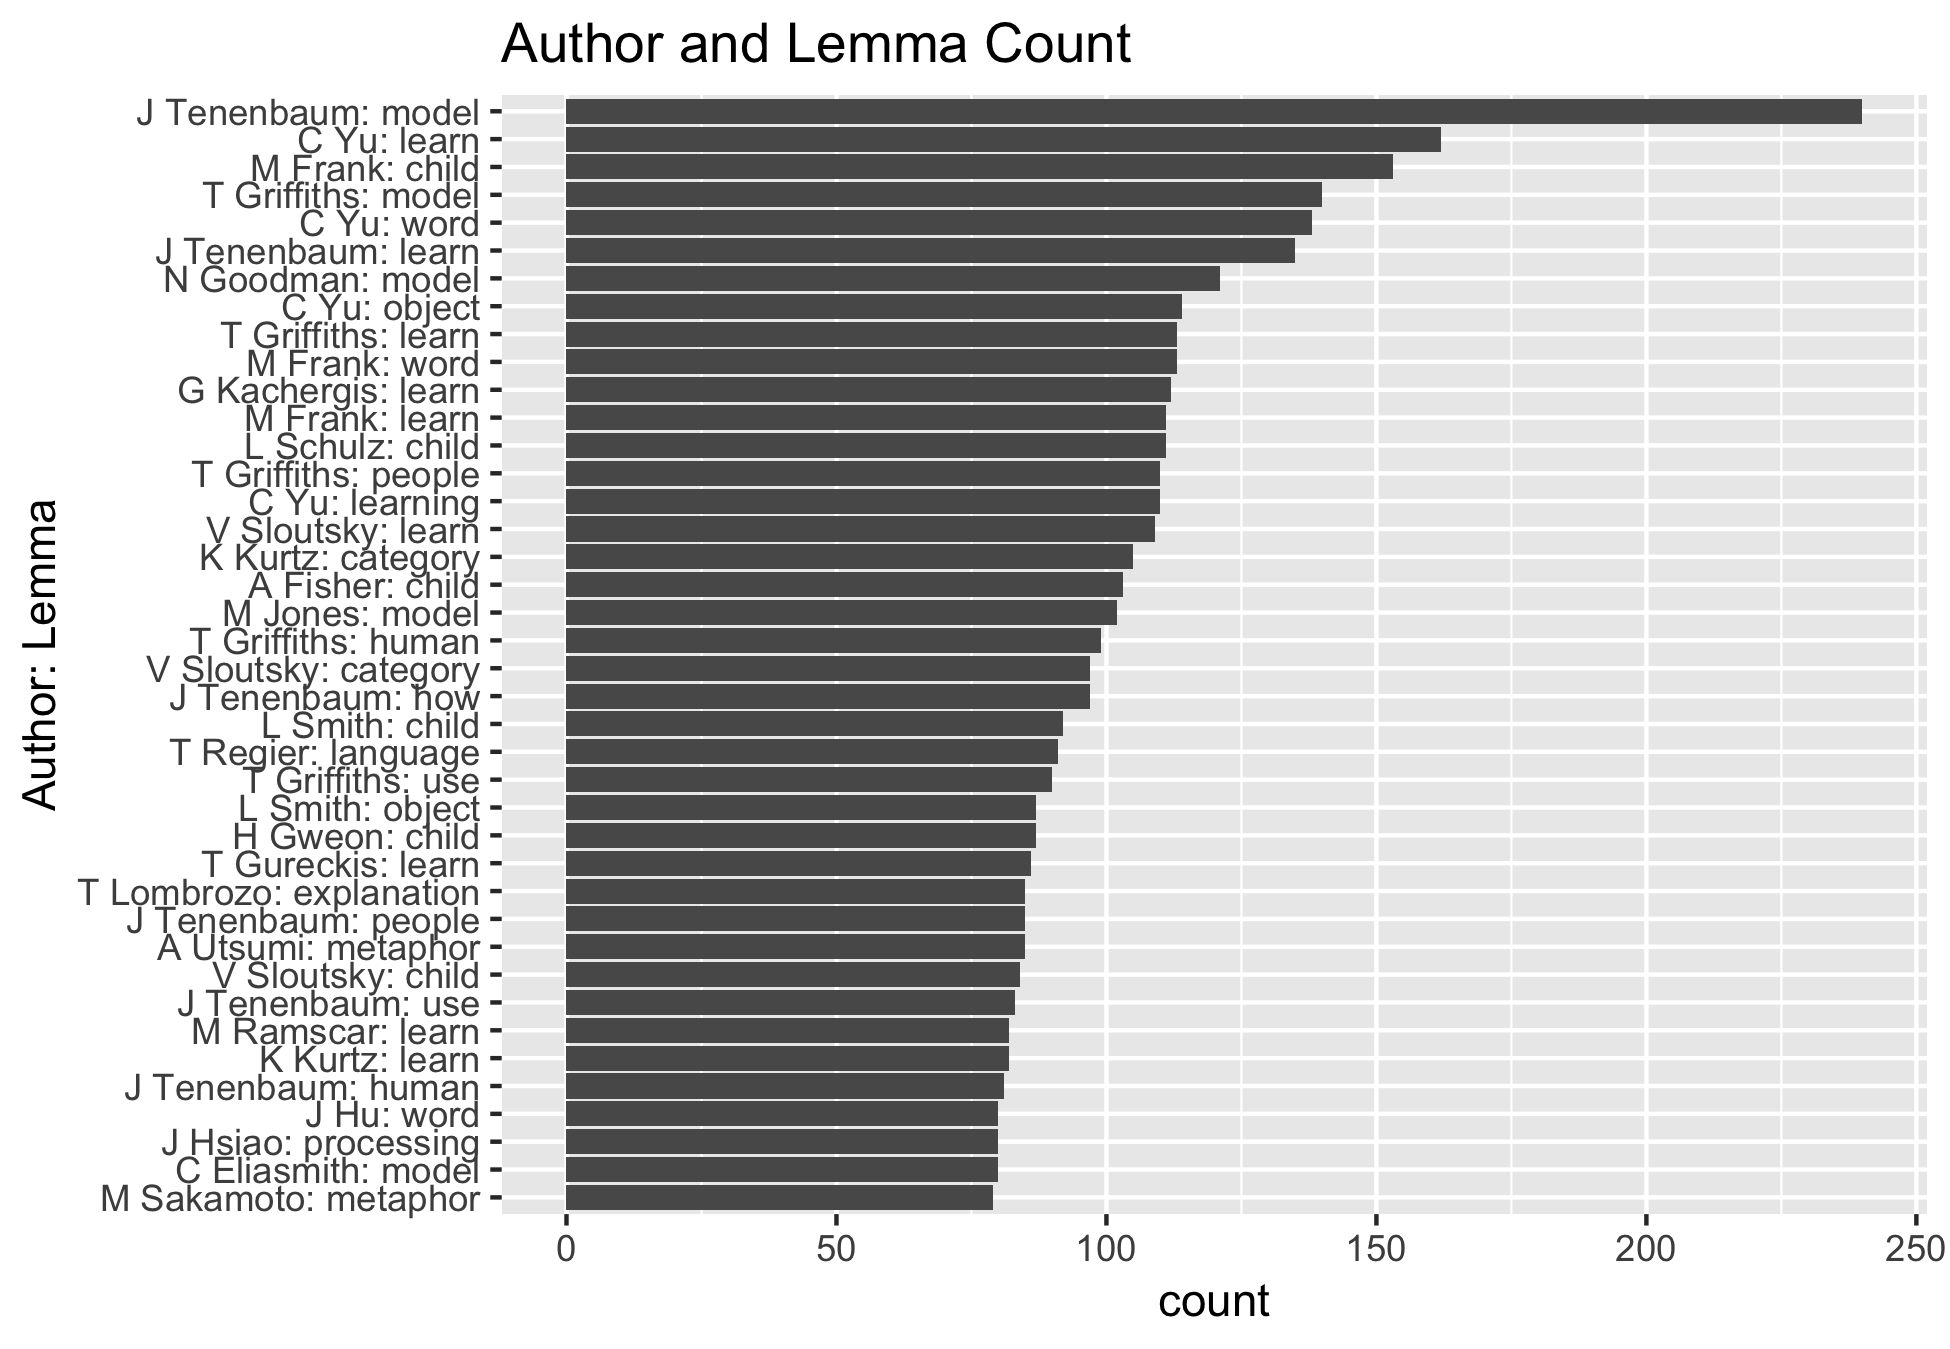 Author and Lemma Count
J Tenenbaum: model
C Yu: learn
M Frank: child
T Griffiths: model
C Yu: word
J Tenenbaum: learn
N Goodman: model
C Yu: object
T Griffiths: learn
M Frank: word
G Kachergis: learn
M Frank: learn
L Schulz: child
T Griffiths: people
C Yu: learning
V Sloutsky: learn
K Kurtz: category
A Fisher: child
M Jones: model
T Griffiths: human
V Sloutsky: category
J Tenenbaum: how
L Smith: child
T Regier: language
T Griffiths: use
L Smith: object
H Gweon: child
T Gureckis: learn
T Lombrozo: explanation
J Tenenbaum: people
A Utsumi: metaphor
V Sloutsky: child
J Tenenbaum: use
M Ramscar: learn
K Kurtz: learn
J Tenenbaum: human
J Hu: word
J Hsiao: processing
C Eliasmith: model
M Sakamoto: metaphor
Author: Lemma
0 50 100 150 200 250
count